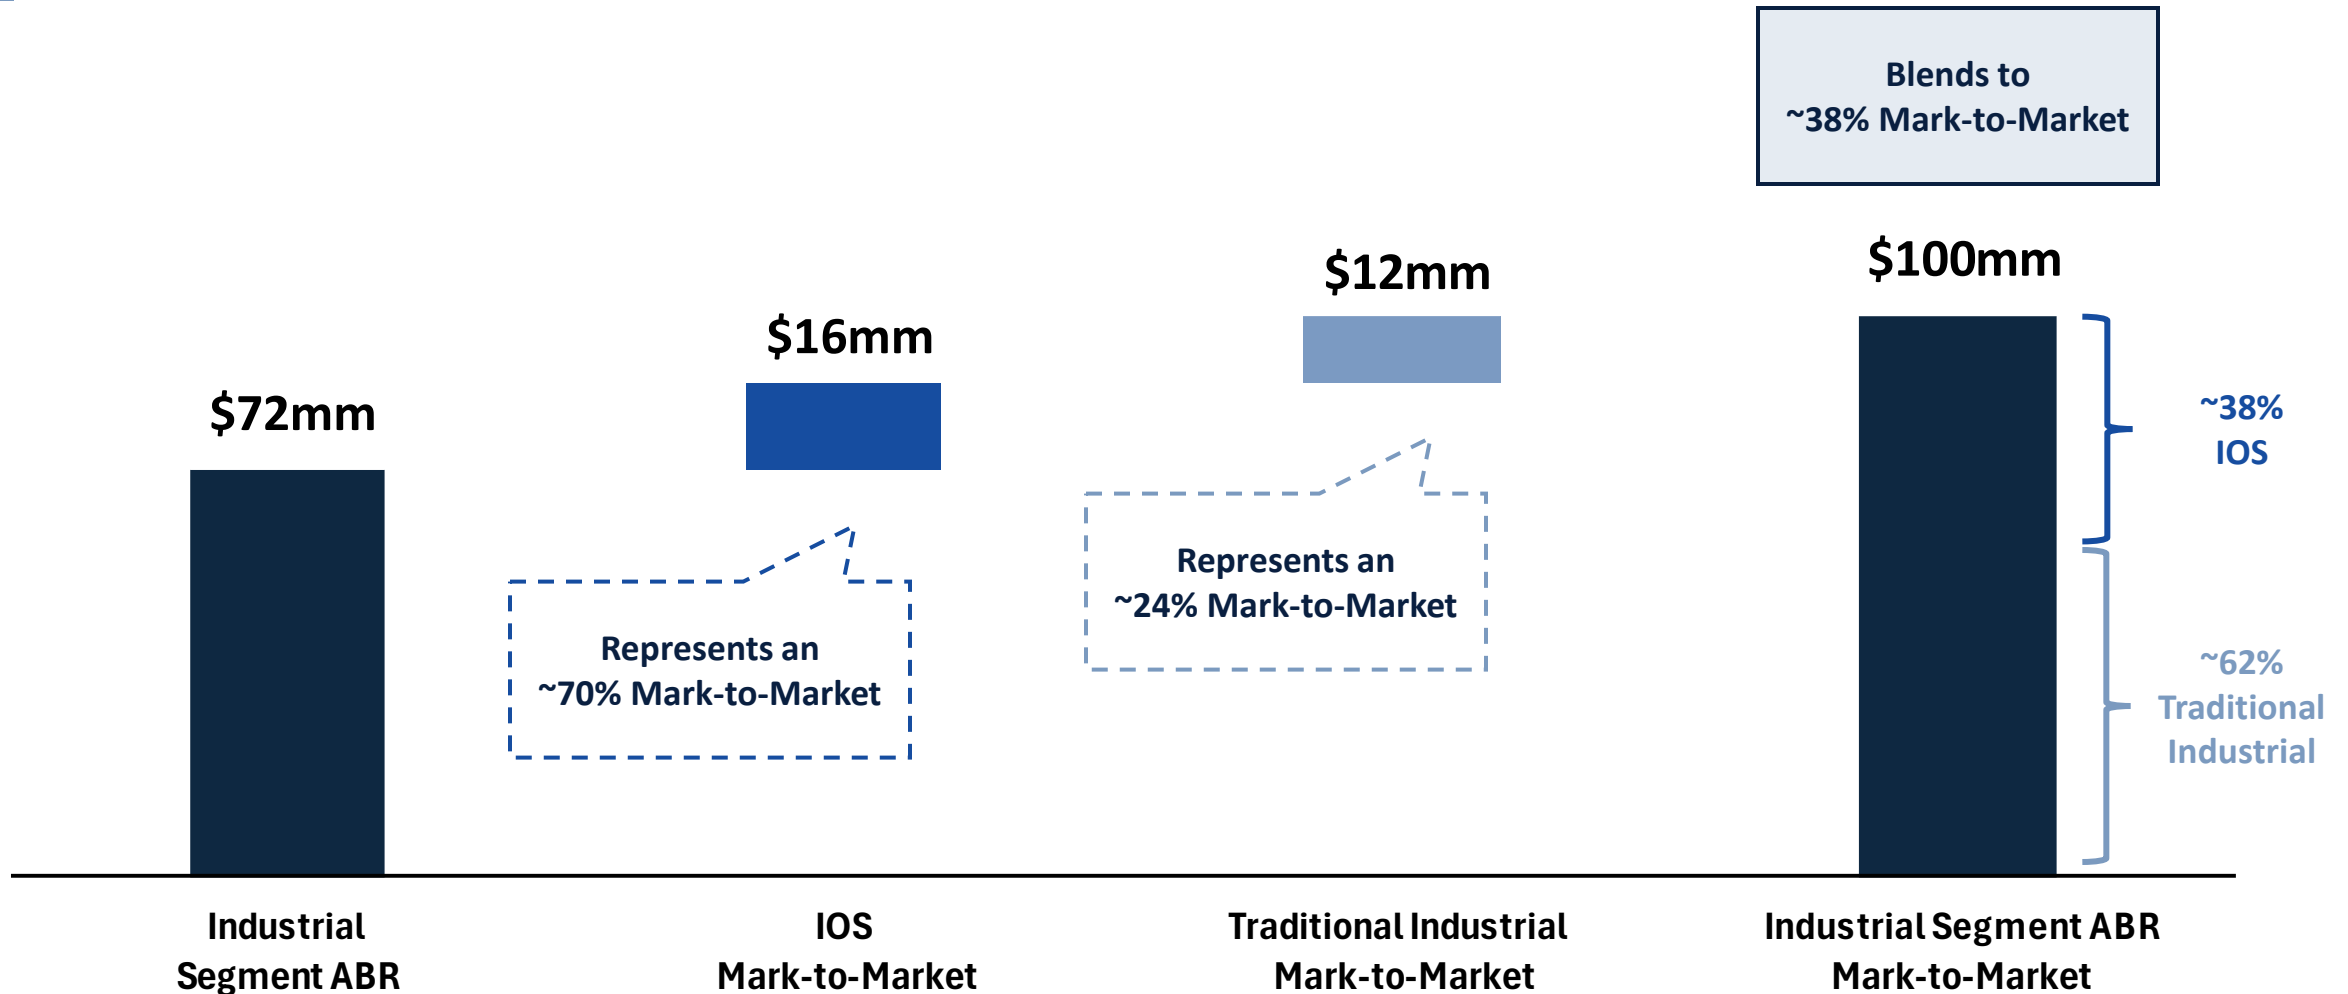 Blends to
~38% Mark-to-Market
$72mm
$16mm
$12mm
$100mm
Represents an
~70% Mark-to-Market
Represents an
~24% Mark-to-Market
~38%
IOS
~62%
Traditional
Industrial
Industrial
Segment ABR
IOS
Mark-to-Market
Traditional Industrial
Mark-to-Market
Industrial Segment ABR
Mark-to-Market